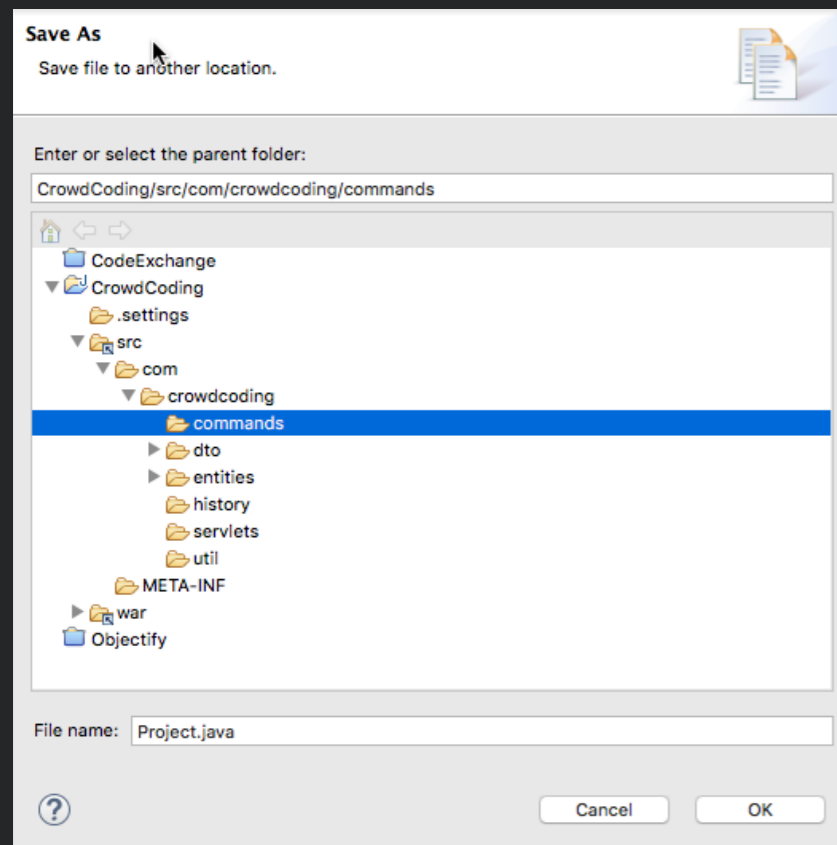 Save As
Save file to another location.
Enter or select the parent folder:
CrowdCoding/src/com/crowdcoding/commands
CodeExchange
CrowdCoding
.settings
src
com
crowdcoding
commands
dto
entities
history
servlets
util
META-INF
war
Objectify
File name: Project.java
? Cancel OK